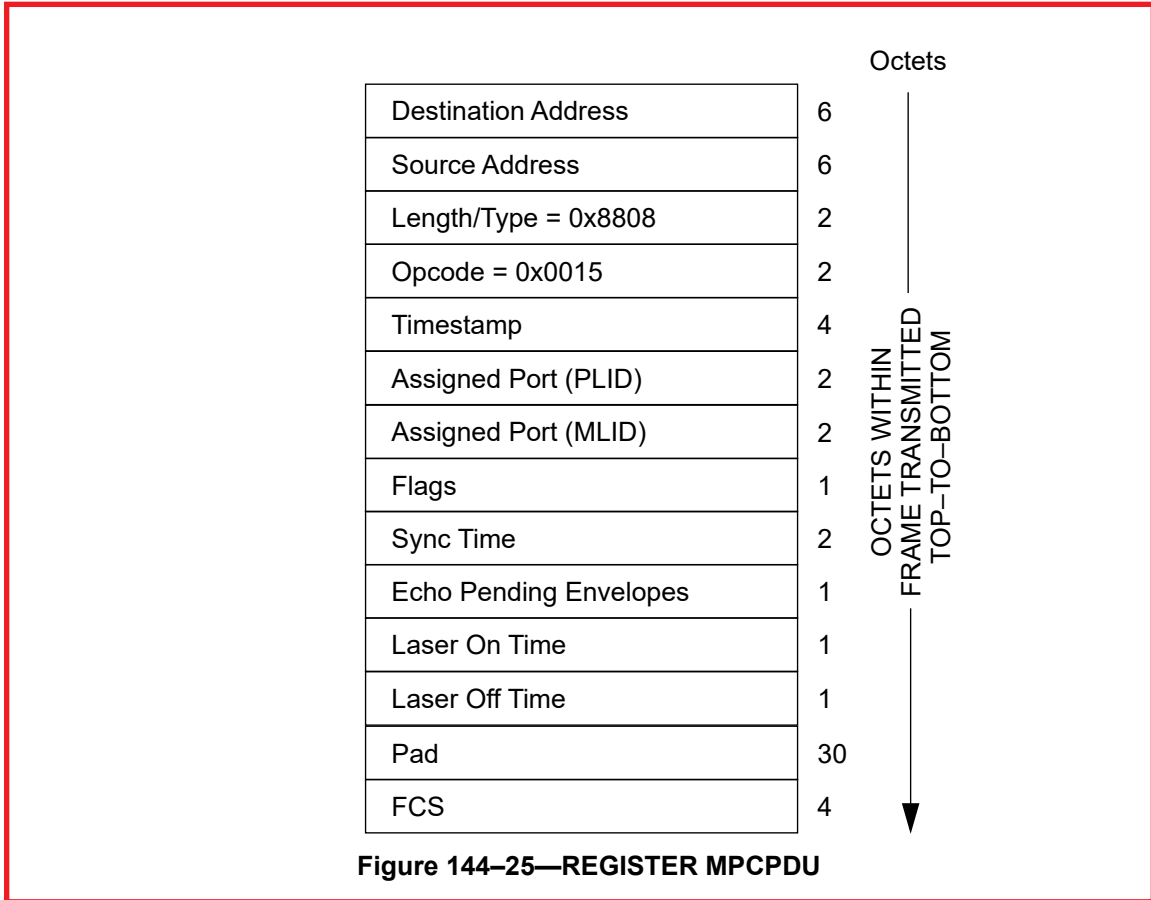 Octets
Destination Address 6
Source Address 6
Length/Type = 0x8808 2
Opcode = 0x0015 2
Timestamp 4
Assigned Port (PLID) 2
Assigned Port (MLID) 2
Flags 1
Sync Time 2
Echo Pending Envelopes 1
Laser On Time 1
Laser Off Time 1
Pad 30
FCS 4
OCTETS WITHIN
FRAME TRANSMITTED
TOP–TO–BOTTOM
Figure 144–25—REGISTER MPCPDU